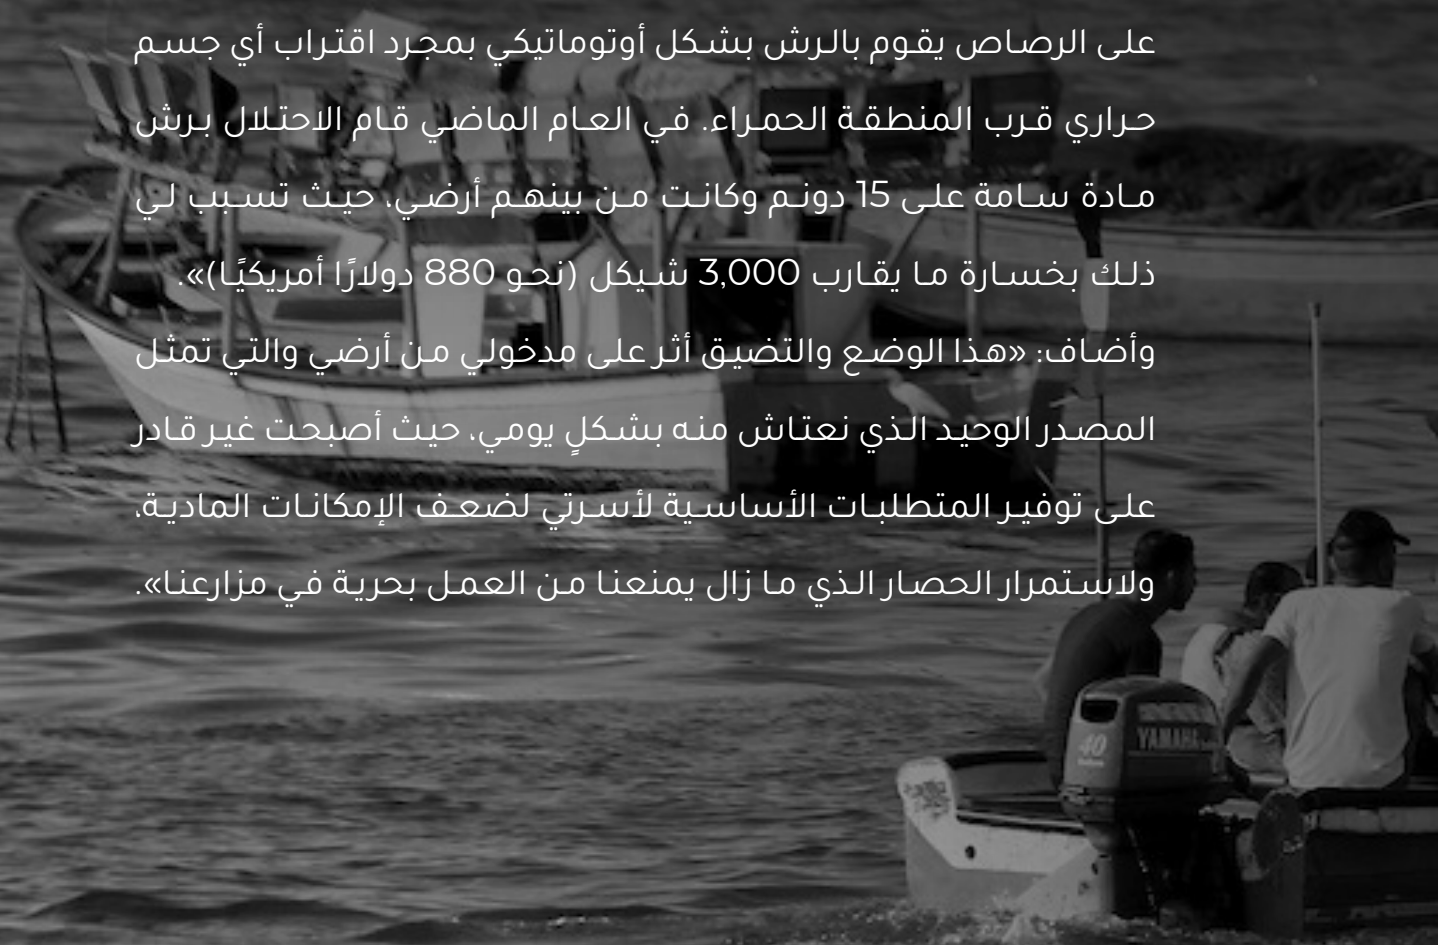 على الرصاص يقوم بالرش بشكل أوتوماتيكي بمجرد اقتراب أي جسم
حراري قرب المنطقة الحمراء. في العام الماضي قام الاحتلال برش
مادة سامة على 15 دونم وكانت من بينهم أرضي، حيث تسبب لي
ذلك بخسارة ما يقارب 3,000 شيكل (نحو 880 دولارًا أمريكيًا)».
وأضاف: «هذا الوضع والتضيق أثر على مدخولي من أرضي والتي تمثل
المصدر الوحيد الذي نعتاش منه بشكلٍ يومي، حيث أصبحت غير قادر
على توفير المتطلبات الأساسية لأسرتي لضعف الإمكانات المادية،
ولاستمرار الحصار الذي ما زال يمنعنا من العمل بحرية في مزارعنا».
40
YAMAHA